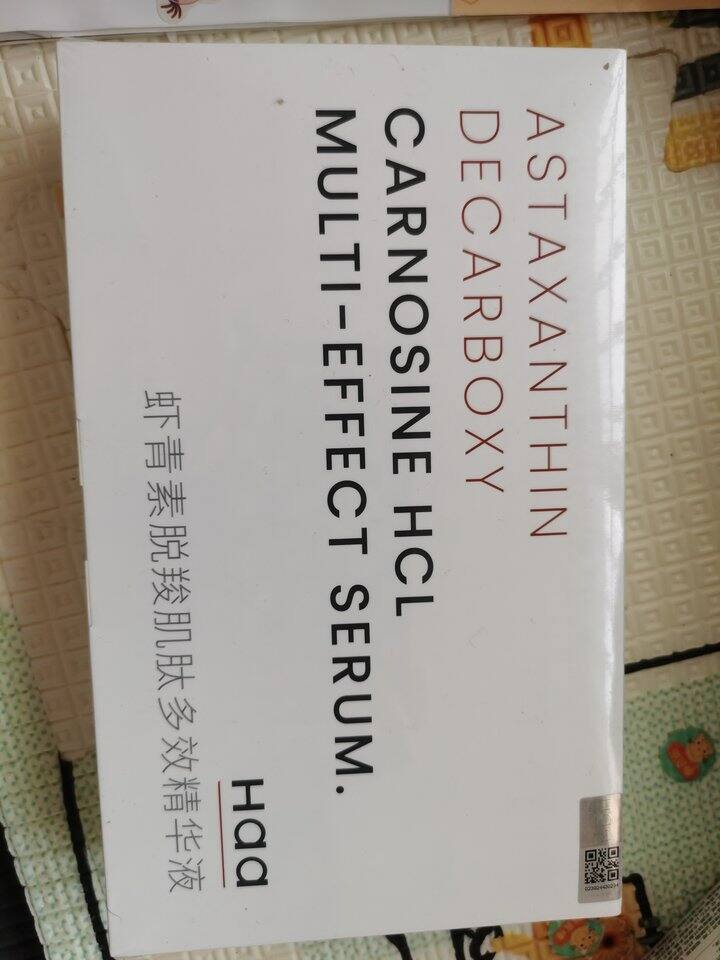 ASTAXANTHIN
DECARBOXY
CARNOSINE HCL
MULTI-EFFECT SERUM.
虾青素脱羧肌肽多效精华液
Haa